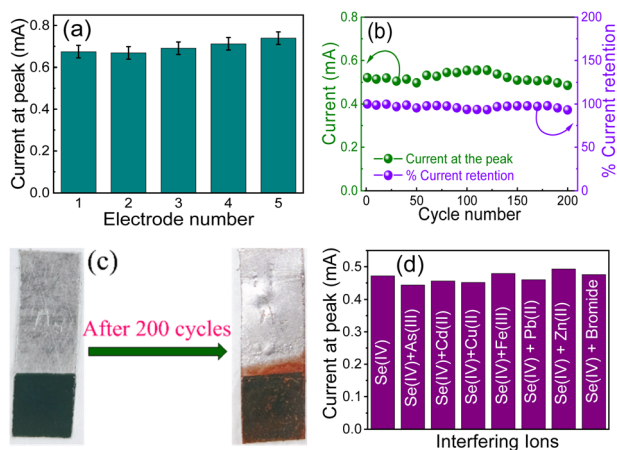 (a)
Current at peak (mA)
0.8
0.6
0.4
0.2
0.0
1 2 3 4 5
Electrode number
(b)
Current (mA)
0.8
0.6
0.4
0.2
0.0
200
150
100
50
0
% Current retention
Current at the peak
% Current retention
0 50 100 150 200
Cycle number
(c)
After 200 cycles
(d)
Current at peak (mA)
0.5
0.4
0.3
0.2
0.1
0.0
Se(IV)
Se(IV)+As(III)
Se(IV)+Cd(III)
Se(IV)+Cu(III)
Se(IV)+Fe(III)
Se(IV) + Pb(II)
Se(IV) + Zn(II)
Se(IV) + Bromide
Interfering Ions